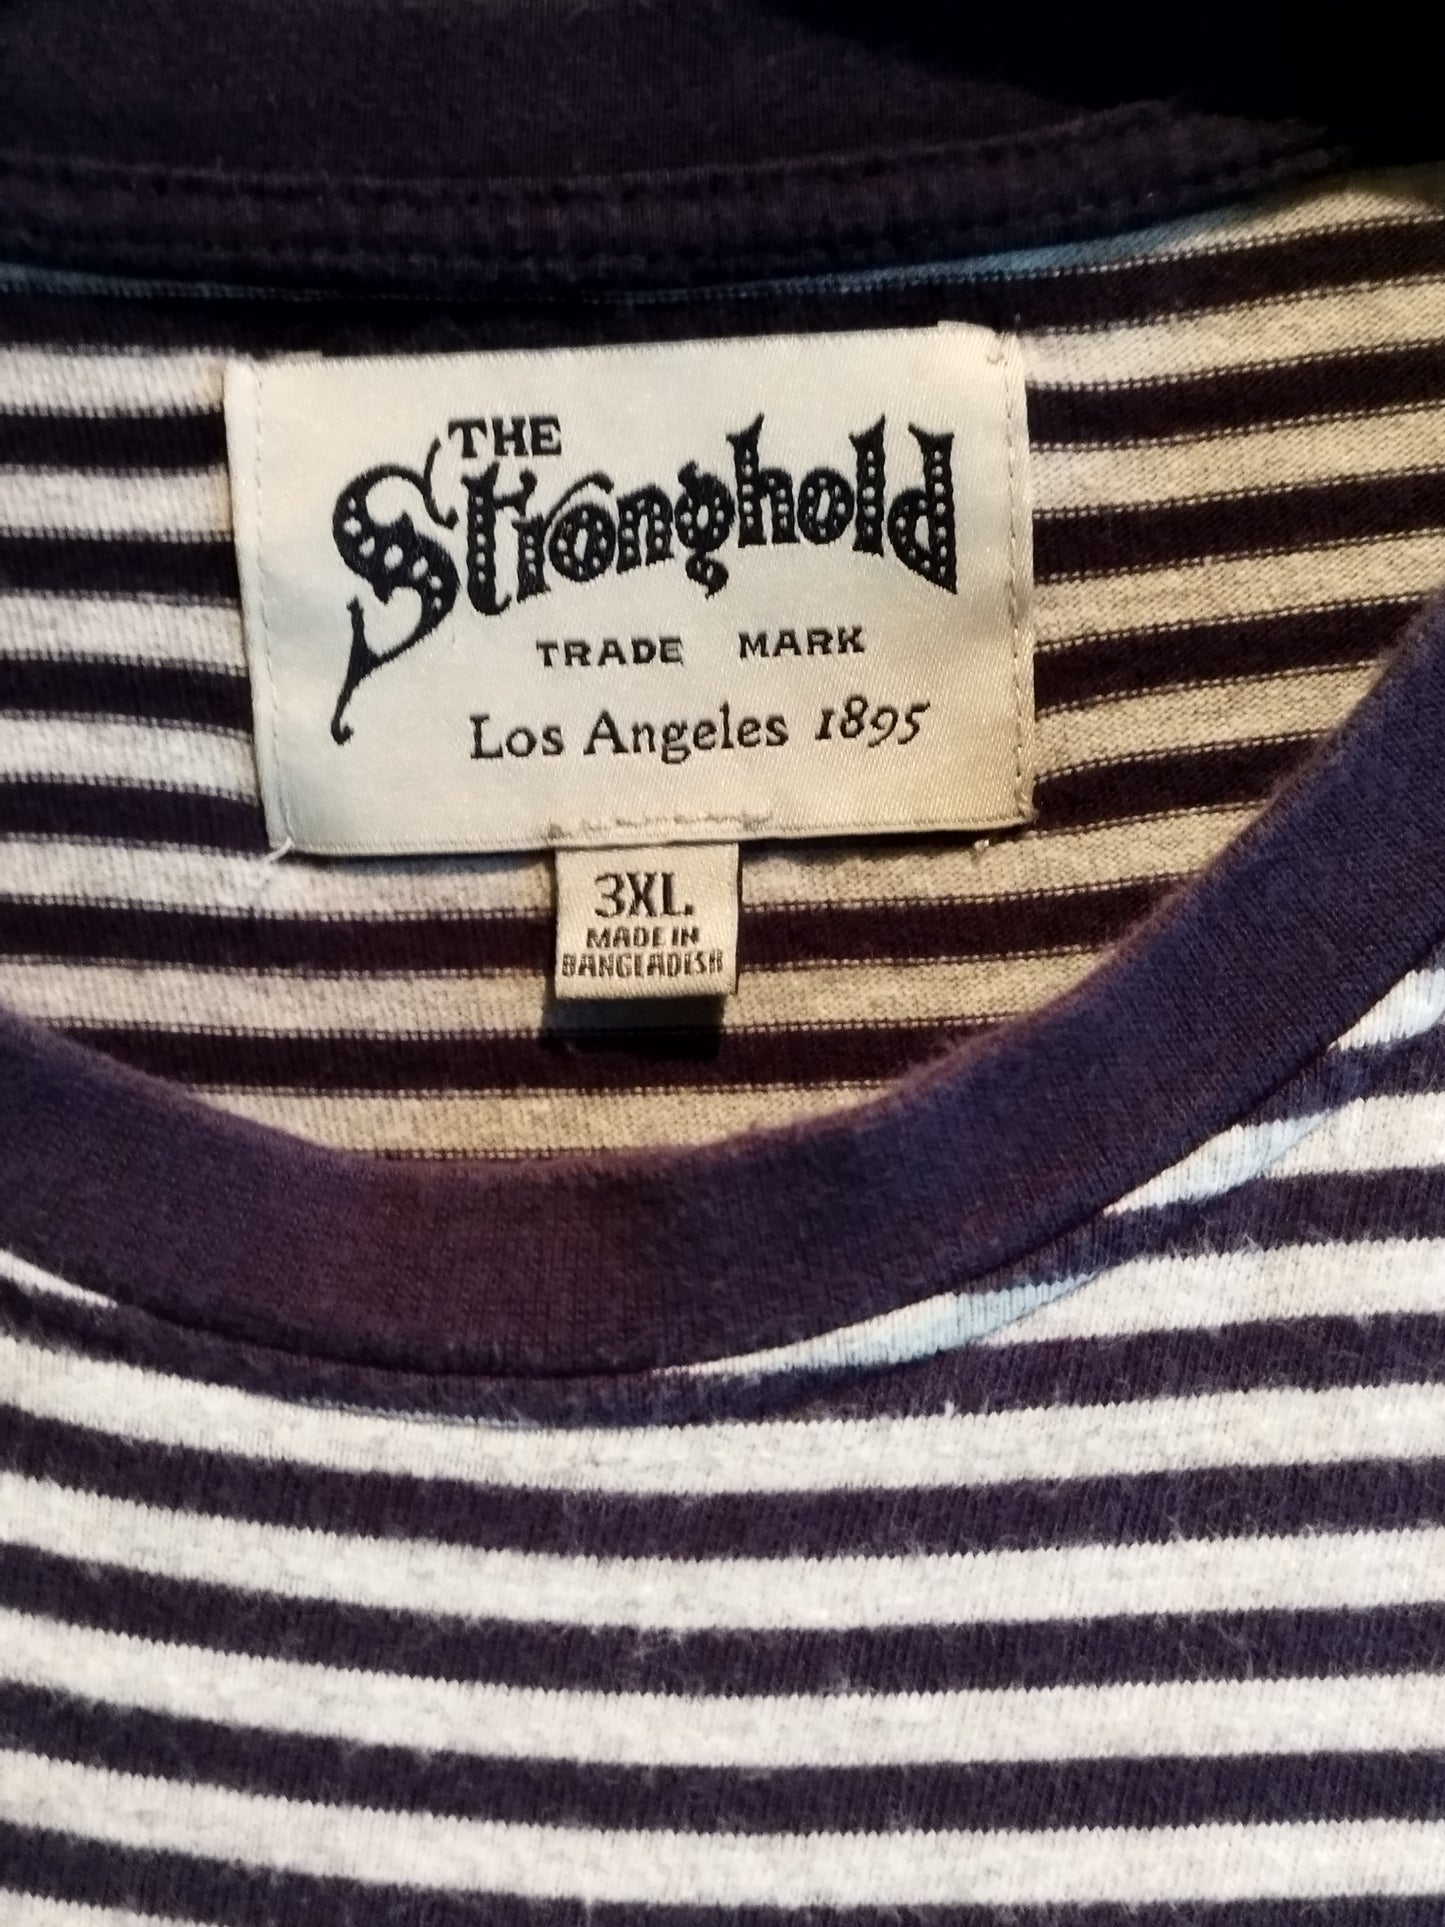 THE
Stronghold
TRADE MARK
Los Angeles 1895
3XL
MADE IN
BANGLADESH